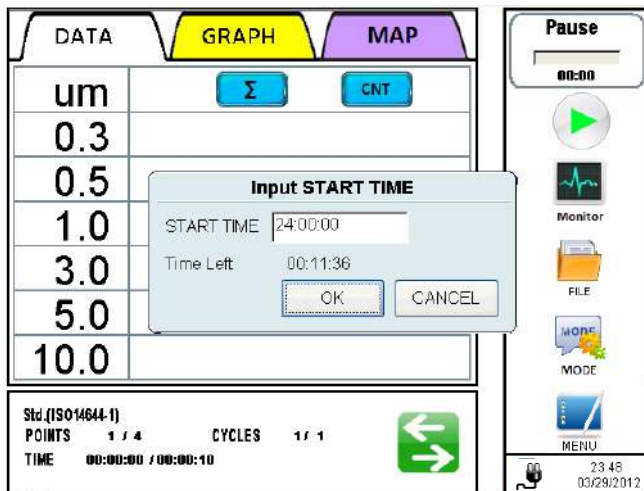 DATA GRAPH MAP
um Σ CNT
0.3
0.5
1.0
3.0
5.0
10.0
Input START TIME
START TIME 24:00:00
Time Left 00:11:36
OK CANCEL
Std.(ISO14644-1)
POINTS 1 / 4 CYCLES 1 / 1
TIME 00:00:00 / 00:00:10
Pause
00:00
Monitor
FILE
MODE
MODE
MENU
23:48
03/29/2012